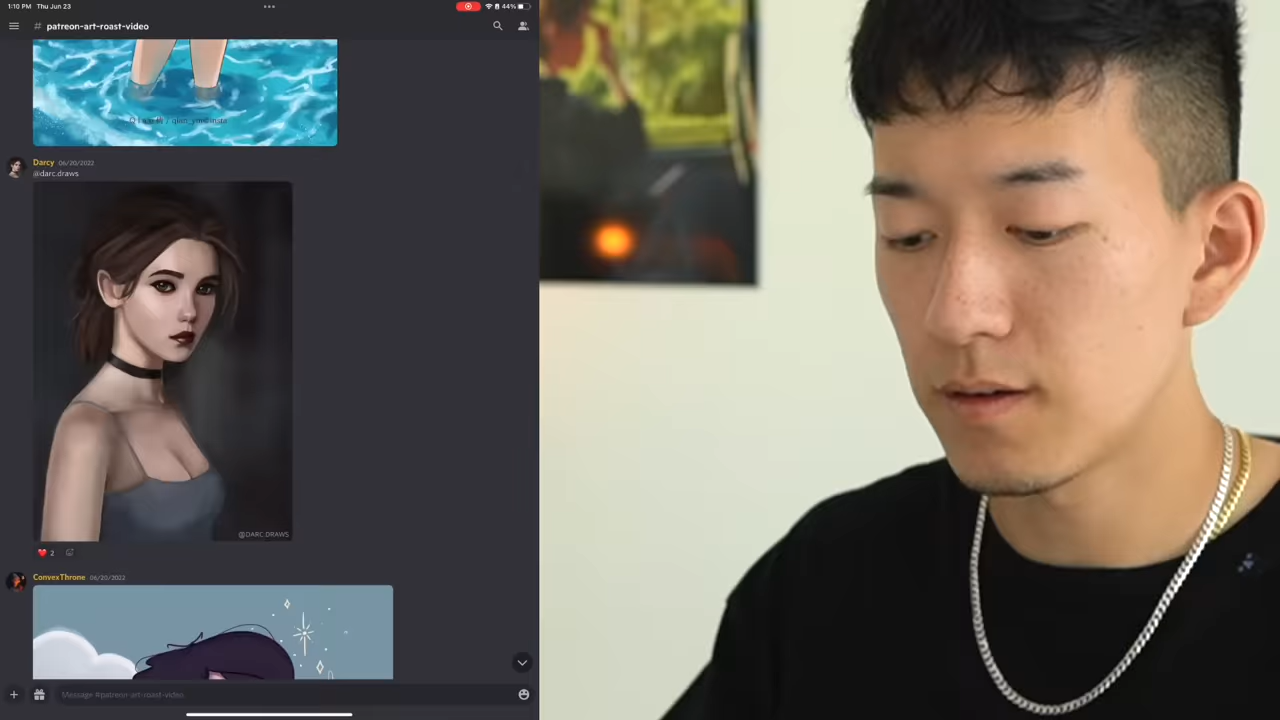 1:10 PM Thu Jun 23
44%
# patreon-art-roast-video
Darcy 06/20/2022
@darc.draws
@DARC.DRAWS
2
ConvexThrone 06/20/2022
Message #patreon-art-roast-video